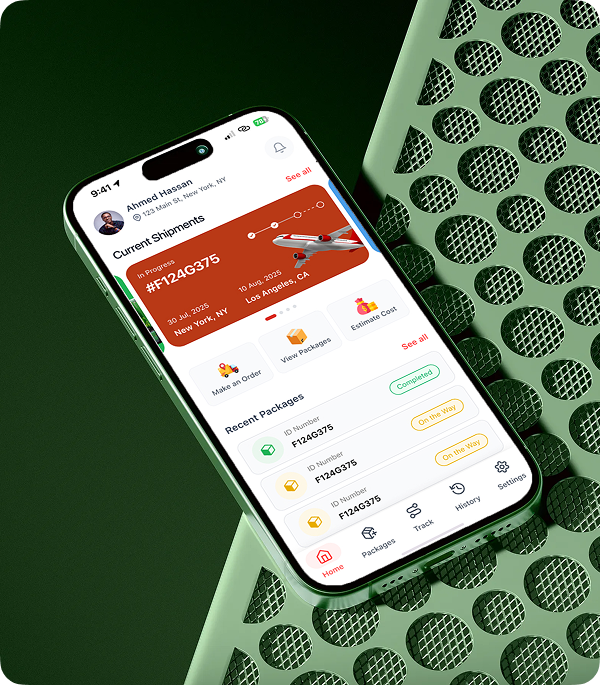 9:41
76
Ahmed Hassan
123 Main St, New York, NY
Current Shipments
See all
In Progress
#F124G375
30 Jul, 2025
New York, NY
10 Aug, 2025
Los Angeles, CA
Make an Order
View Packages
Estimate Cost
Recent Packages
See all
ID Number
F124G375
Completed
ID Number
F124G375
On the Way
ID Number
F124G375
On the Way
Home
Packages
Track
History
Settings